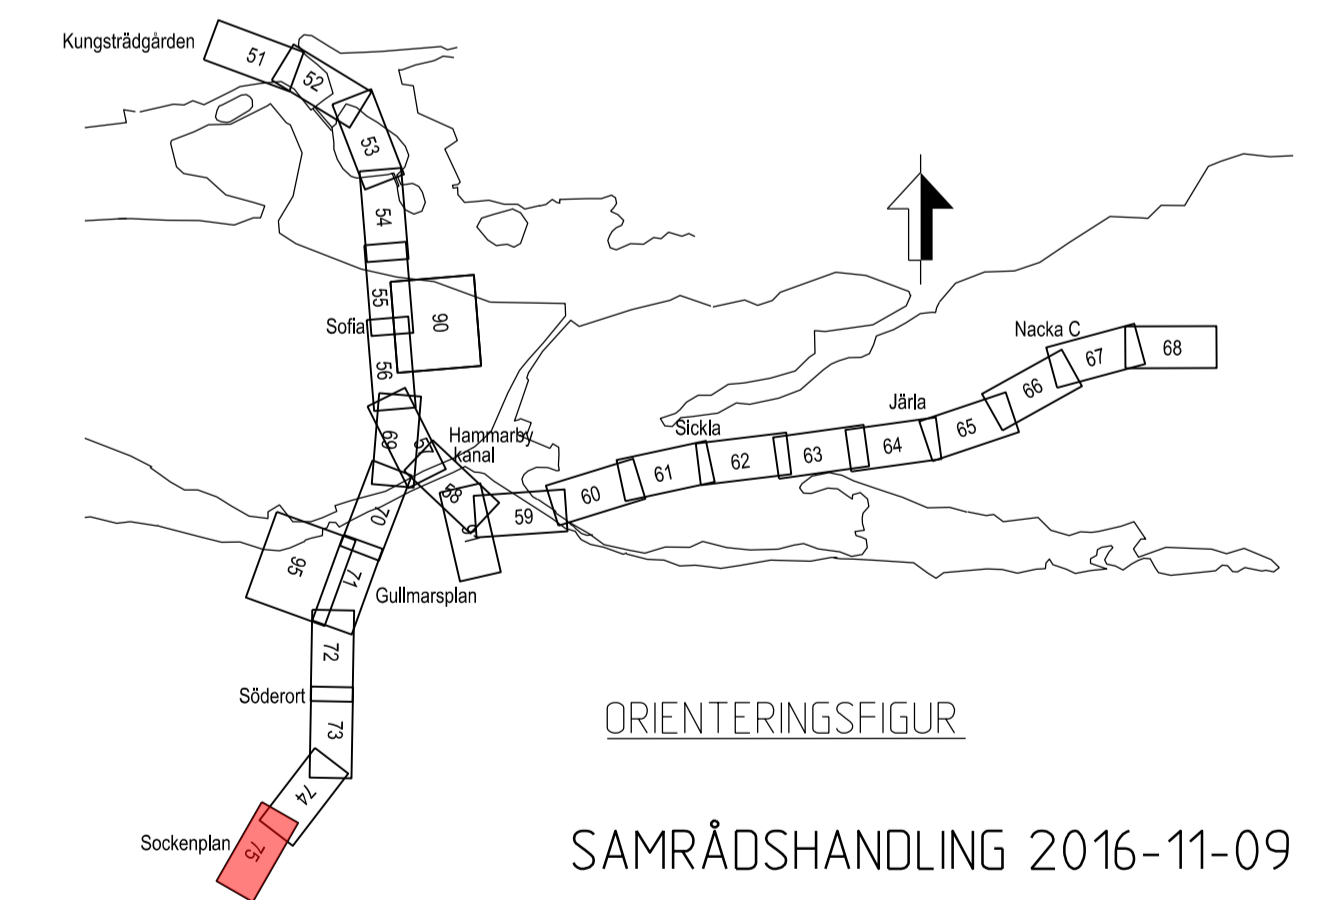 Kungsträdgården
51
52
53
54
55
Sofia
90
56
Nacka C
68
67
66
Järla
65
Sickla
64
63
62
61
60
59
Hammarby
kanal
69
57
58
70
95
71
Gullmarsplan
72
Söderort
73
74
Sockenplan
75
ORIENTERINGSFIGUR
SAMRÅDSHANDLING 2016-11-09